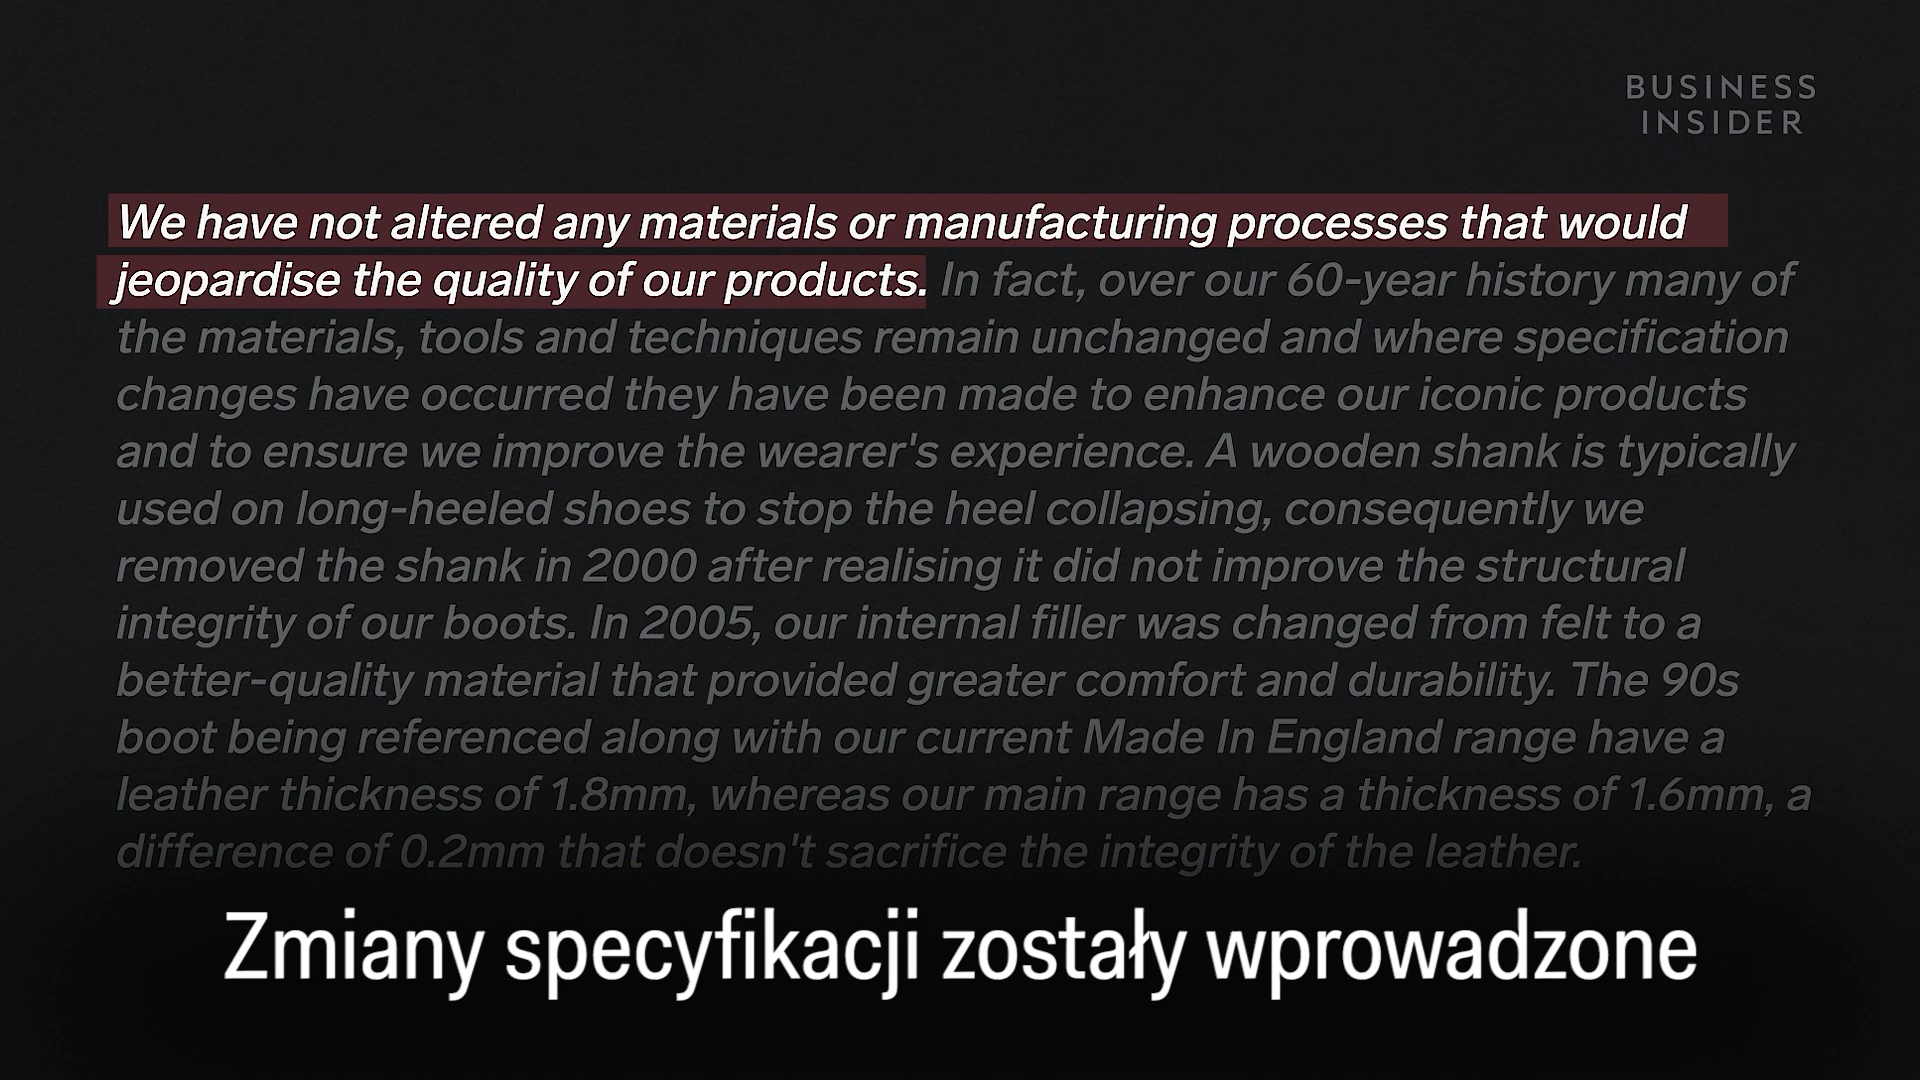 BUSINESS
INSIDER
We have not altered any materials or manufacturing processes that would
jeopardise the quality of our products. In fact, over our 60-year history many of
the materials, tools and techniques remain unchanged and where specification
changes have occurred they have been made to enhance our iconic products
and to ensure we improve the wearer's experience. A wooden shank is typically
used on long-heeled shoes to stop the heel collapsing, consequently we
removed the shank in 2000 after realising it did not improve the structural
integrity of our boots. In 2005, our internal filler was changed from felt to a
better-quality material that provided greater comfort and durability. The 90s
boot being referenced along with our current Made In England range have a
leather thickness of 1.8mm, whereas our main range has a thickness of 1.6mm, a
difference of 0.2mm that doesn't sacrifice the integrity of the leather.
Zmiany specyfikacji zostały wprowadzone